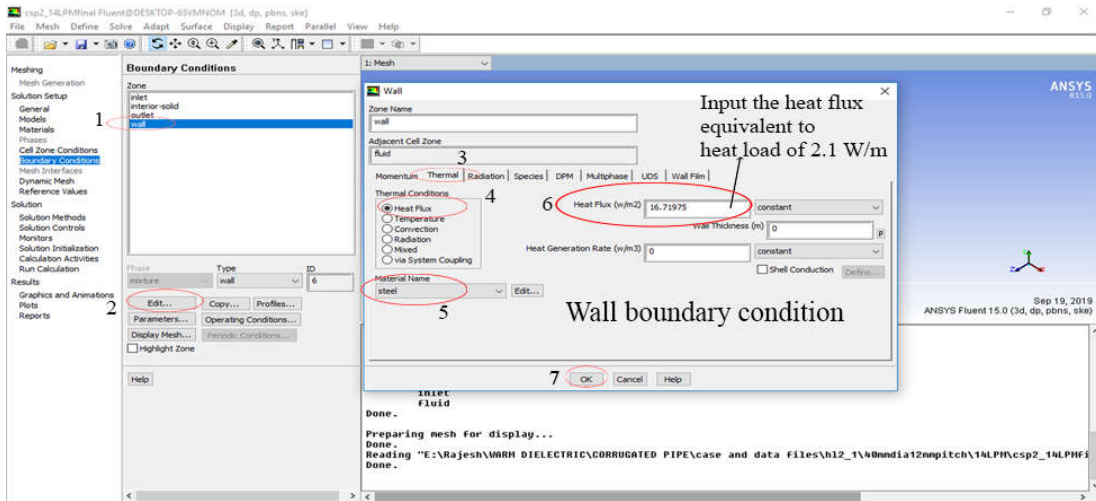 csp2_14LPMfinal Fluent@DESKTOP-65VMNOM [3d, dp, pbns, ske]
File Mesh Define Solve Adapt Surface Display Report Parallel View Help
Meshing
Mesh Generation
Solution Setup
General
Models
Materials
Phases
Cell Zone Conditions
Boundary Conditions
Mesh Interfaces
Dynamic Mesh
Reference Values
Solution
Solution Methods
Solution Controls
Monitors
Solution Initialization
Calculation Activities
Run Calculation
Results
Graphics and Animations
Plots
Reports
Boundary Conditions
Zone
inlet
interior-solid
outlet
1 wall
Phase Type ID
mixture wall 6
2 Edit... Copy... Profiles...
Parameters... Operating Conditions...
Display Mesh... Periodic Conditions...
Highlight Zone
Help
1: Mesh
ANSYS
R15.0
Wall
Zone Name
wall
Adjacent Cell Zone
fluid
Input the heat flux
equivalent to
heat load of 2.1 W/m
3
Momentum Thermal Radiation Species DPM Multiphase UDS Wall Film
4
Thermal Conditions
Heat Flux
Temperature
Convection
Radiation
Mixed
via System Coupling
6 Heat Flux (w/m2) 16.71975 constant
Wall Thickness (m) 0 P
Heat Generation Rate (w/m3) 0 constant
Shell Conduction Define...
Material Name
steel Edit...
5
Wall boundary condition
7 OK Cancel Help
Sep 19, 2019
ANSYS Fluent 15.0 (3d, dp, pbns, ske)
inlet
fluid
Done.
Preparing mesh for display...
Done.
Reading "E:\Rajesh\WARM DIELECTRIC\CORRUGATED PIPE\case and data files\hl2_1\40mmdia12mmpitch\14LPM\csp2_14LPMfi
Done.